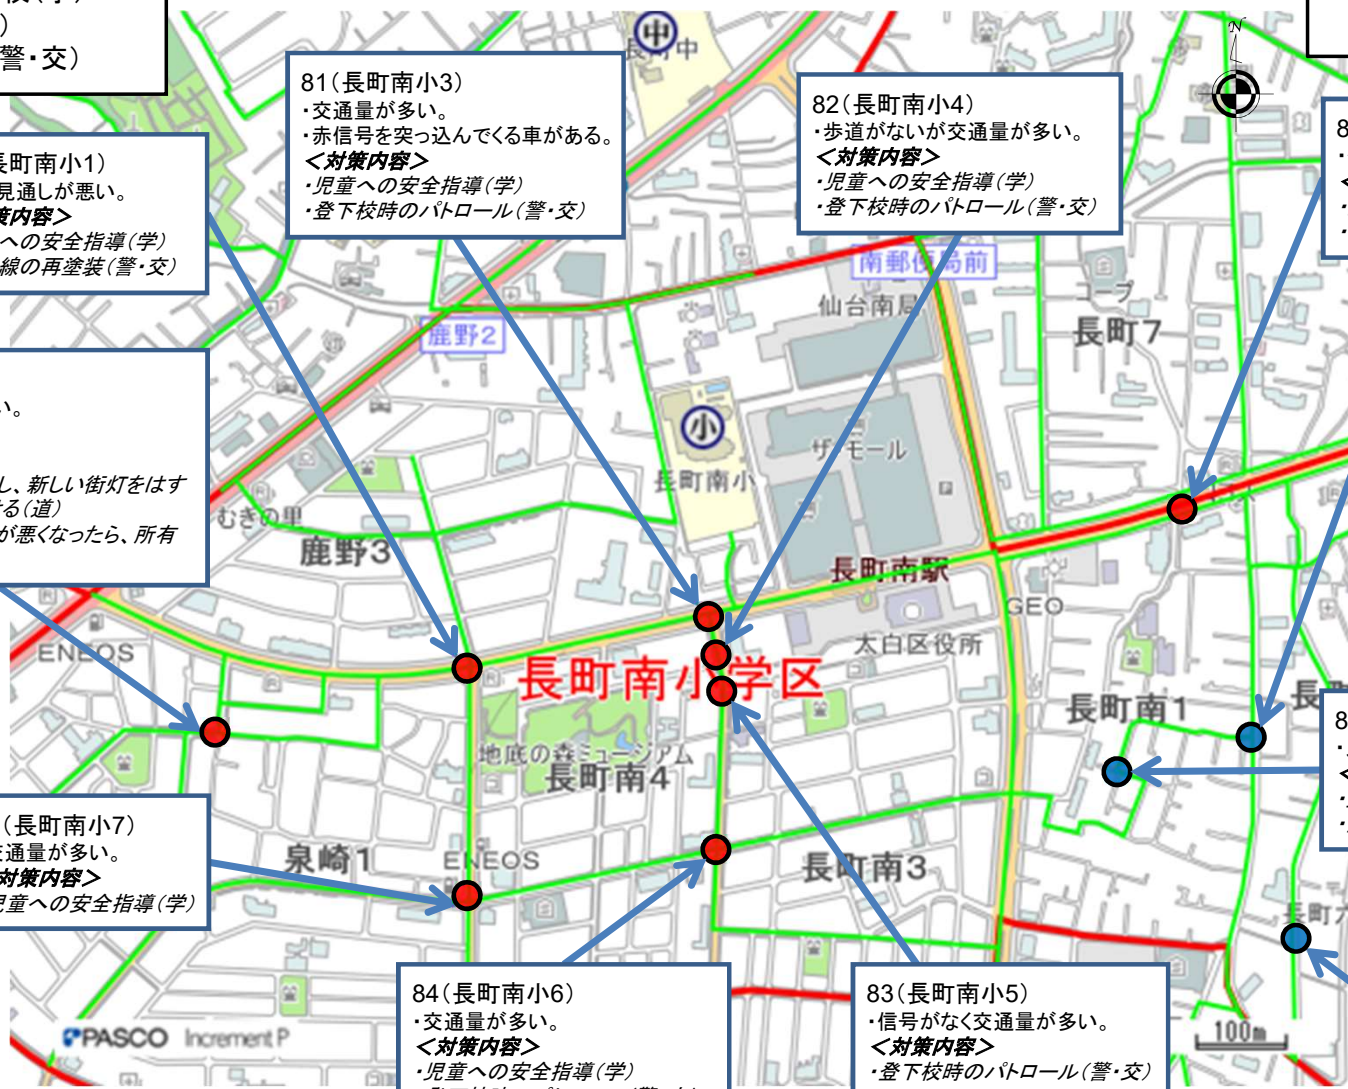 )
警・交)
81(長町南小3)
・交通量が多い。
・赤信号を突っ込んでくる車がある。
<対策内容>
・児童への安全指導(学)
・登下校時のパトロール(警・交)
82(長町南小4)
・歩道がないが交通量が多い。
<対策内容>
・児童への安全指導(学)
・登下校時のパトロール(警・交)
長町南小1)
見通しが悪い。
策内容>
への安全指導(学)
線の再塗装(警・交)
い。
し、新しい街灯をはす
する(道)
が悪くなったら、所有
(長町南小7)
交通量が多い。
対策内容>
児童への安全指導(学)
84(長町南小6)
・交通量が多い。
<対策内容>
・児童への安全指導(学)
83(長町南小5)
・信号がなく交通量が多い。
<対策内容>
・登下校時のパトロール(警・交)
N
中
長町中
南郵便局前
仙台南局
コープ
長町7
鹿野2
小
ザ・モール
長町南小
むぎの里
鹿野3
長町南駅
GEO
ENEOS
太白区役所
長町南小学区
長町南1
地底の森ミュージアム
長町南4
泉崎1
ENEOS
長町南3
PASCO Increment P
100m